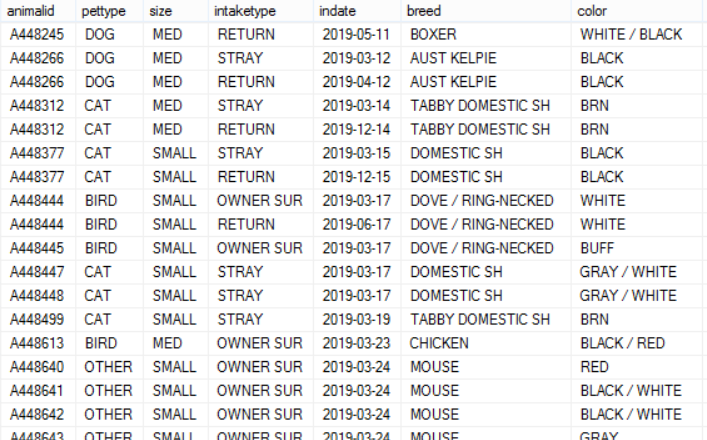 animalid pettype size intaketype indate breed color
A448245 DOG MED RETURN 2019-05-11 BOXER WHITE / BLACK
A448266 DOG MED STRAY 2019-03-12 AUST KELPIE BLACK
A448266 DOG MED RETURN 2019-04-12 AUST KELPIE BLACK
A448312 CAT MED STRAY 2019-03-14 TABBY DOMESTIC SH BRN
A448312 CAT MED RETURN 2019-12-14 TABBY DOMESTIC SH BRN
A448377 CAT SMALL STRAY 2019-03-15 DOMESTIC SH BLACK
A448377 CAT SMALL RETURN 2019-12-15 DOMESTIC SH BLACK
A448444 BIRD SMALL OWNER SUR 2019-03-17 DOVE / RING-NECKED WHITE
A448444 BIRD SMALL RETURN 2019-06-17 DOVE / RING-NECKED WHITE
A448445 BIRD SMALL OWNER SUR 2019-03-17 DOVE / RING-NECKED BUFF
A448447 CAT SMALL STRAY 2019-03-17 DOMESTIC SH GRAY / WHITE
A448448 CAT SMALL STRAY 2019-03-17 DOMESTIC SH GRAY / WHITE
A448499 CAT SMALL STRAY 2019-03-19 TABBY DOMESTIC SH BRN
A448613 BIRD MED OWNER SUR 2019-03-23 CHICKEN BLACK / RED
A448640 OTHER SMALL OWNER SUR 2019-03-24 MOUSE RED
A448641 OTHER SMALL OWNER SUR 2019-03-24 MOUSE BLACK / WHITE
A448642 OTHER SMALL OWNER SUR 2019-03-24 MOUSE BLACK / WHITE
A448643 OTHER SMALL OWNER SUR 2019-03-24 MOUSE GRAY